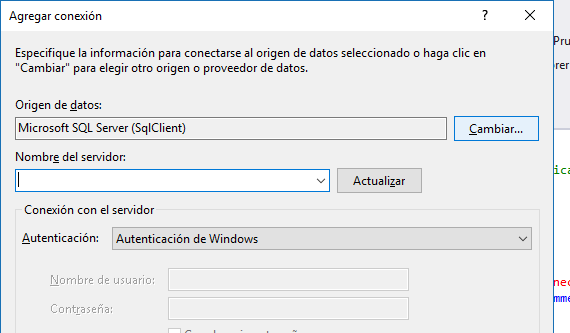 Agregar conexión
Especifique la información para conectarse al origen de datos seleccionado o haga clic en
"Cambiar" para elegir otro origen o proveedor de datos.
Origen de datos:
Microsoft SQL Server (SqlClient)
Cambiar...
Nombre del servidor:
Actualizar
Conexión con el servidor
Autenticación:
Autenticación de Windows
Nombre de usuario:
Contraseña: